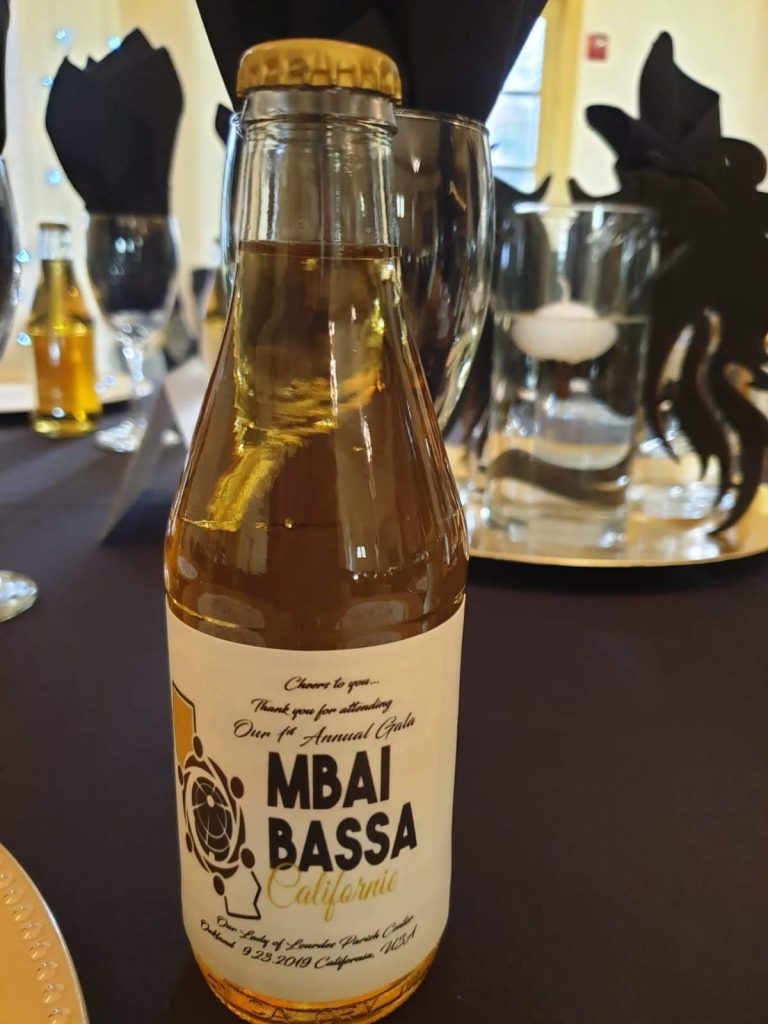 Cheers to you...
Thank you for attending
Our 1st Annual Gala
MBAI
BASSA
Californie
Our Lady of Lourdes Parish Center
Oakland 9.23.2019 California, USA